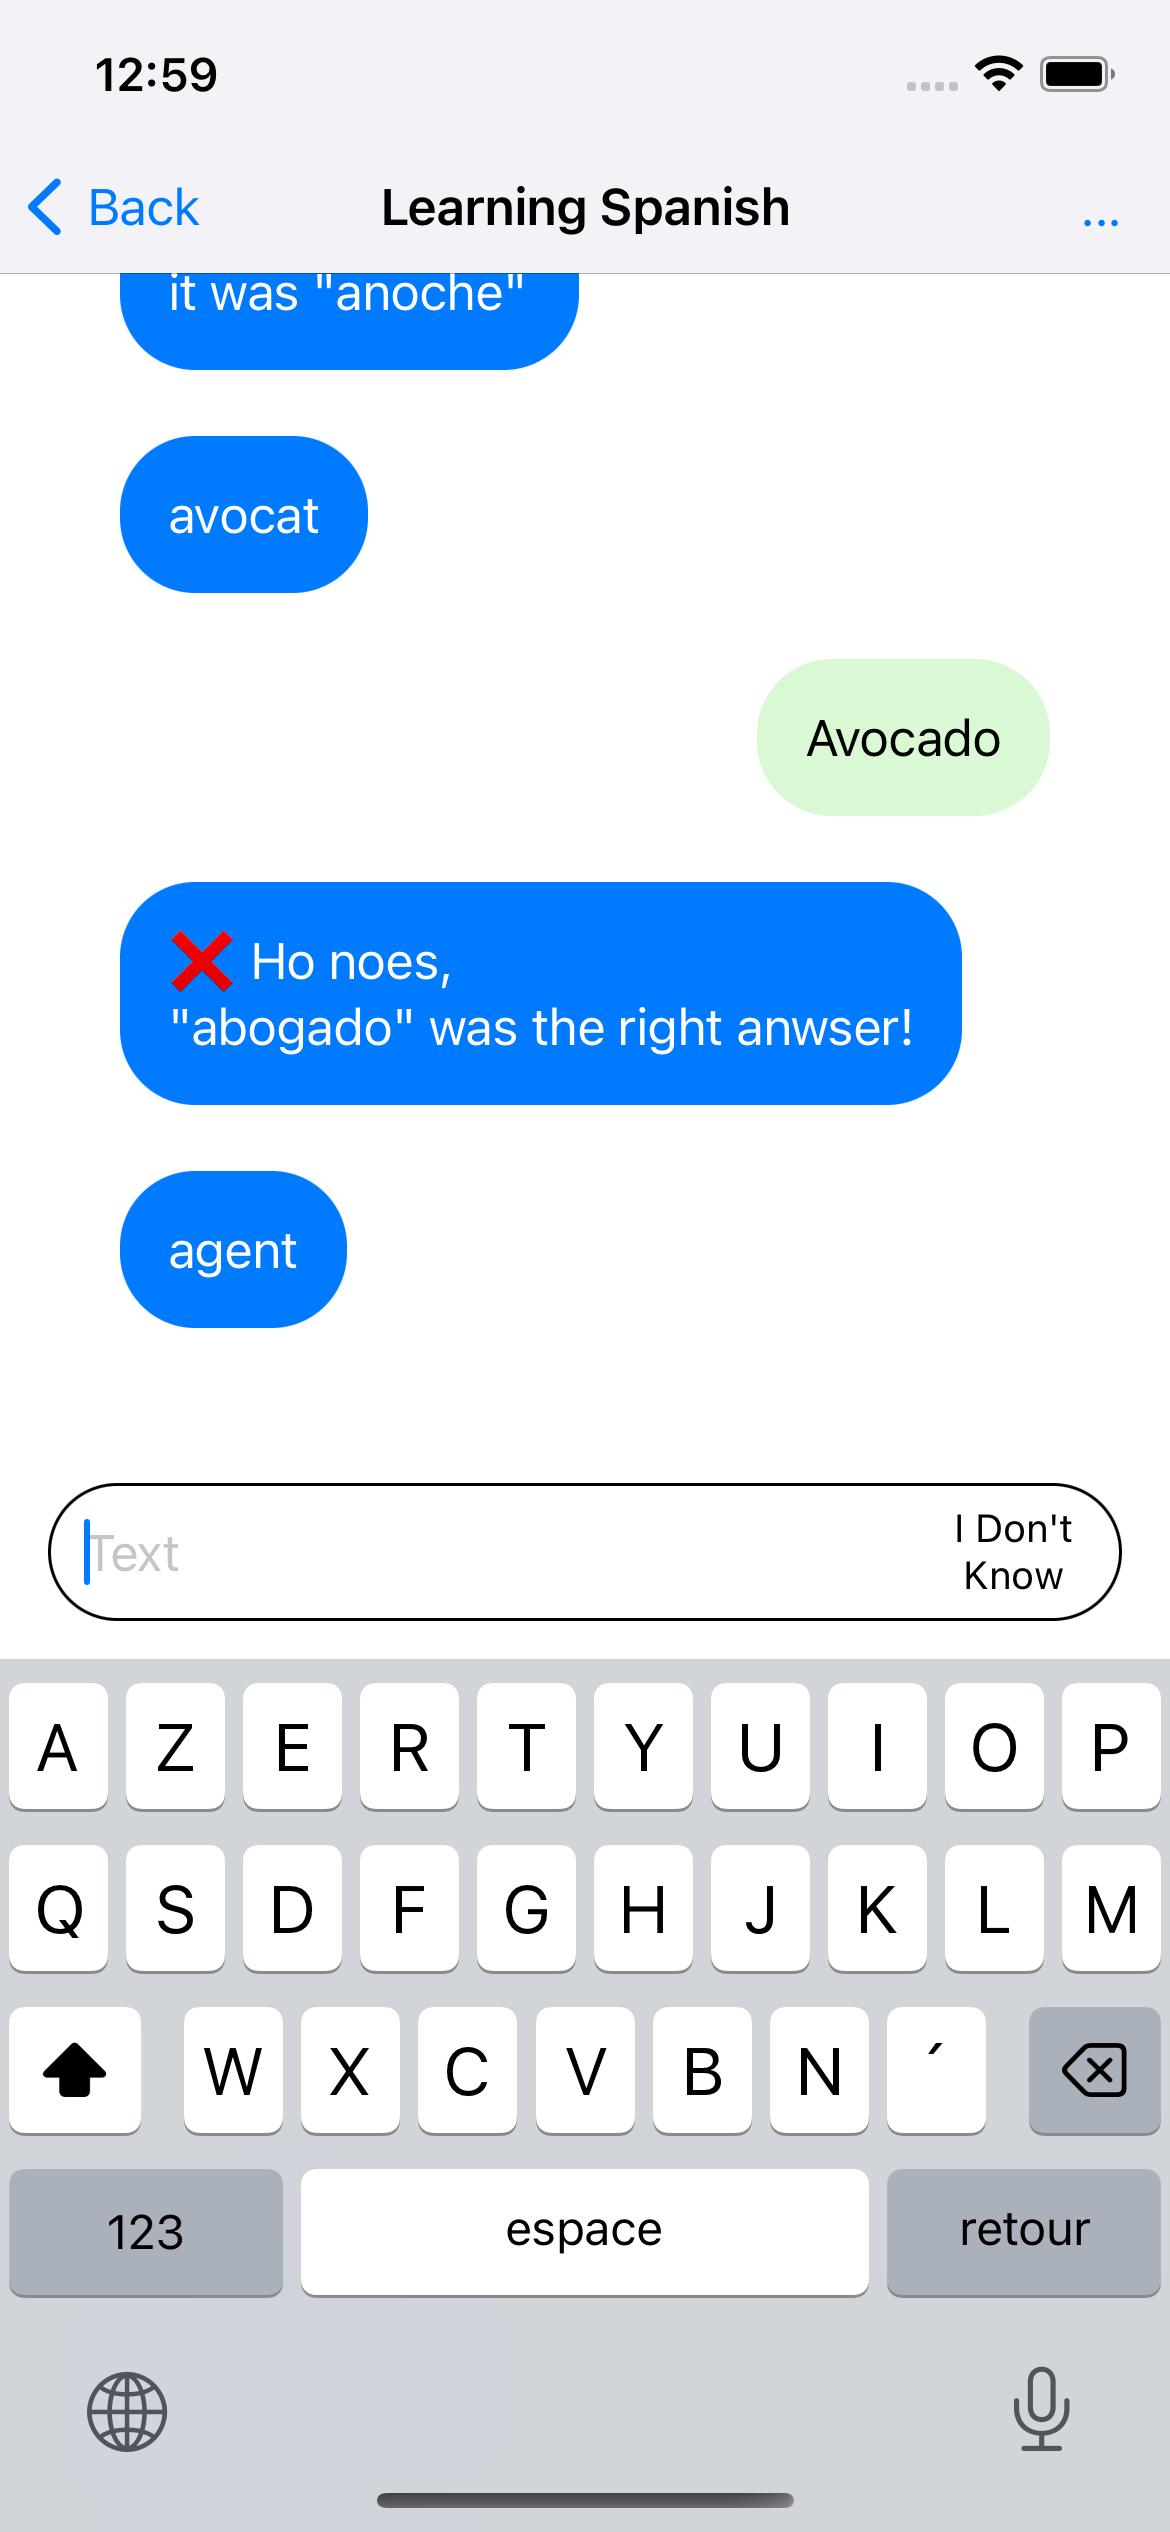 12:59
Back
Learning Spanish
...
it was "anoche"
avocat
Avocado
❌ Ho noes,
"abogado" was the right anwser!
agent
Text
I Don't
Know
A Z E R T Y U I O P
Q S D F G H J K L M
W X C V B N ´
123 espace retour